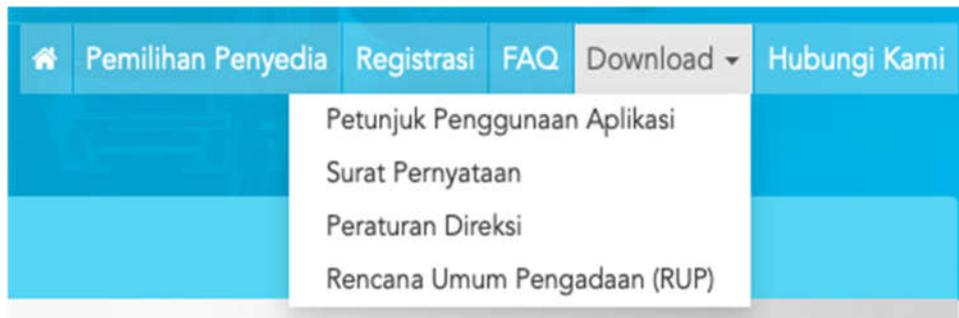 Pemilihan Penyedia Registrasi FAQ Download Hubungi Kami
Petunjuk Penggunaan Aplikasi
Surat Pernyataan
Peraturan Direksi
Rencana Umum Pengadaan (RUP)